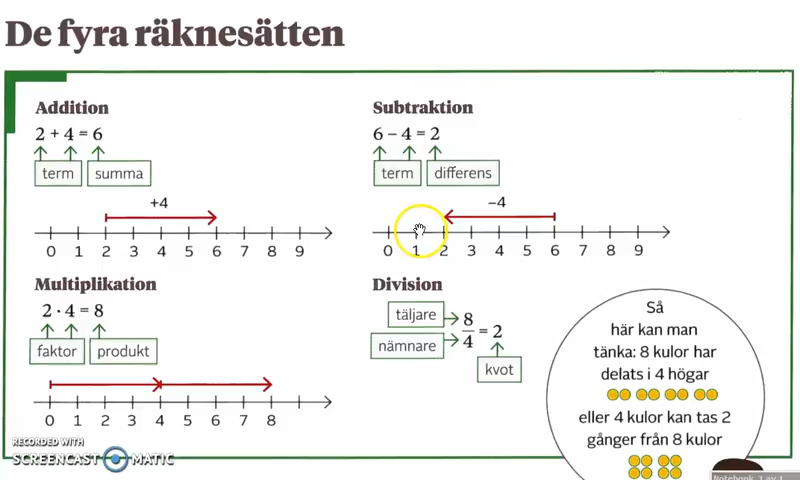 De fyra räknesätten
Addition
2 + 4 = 6
term summa
+4
0 1 2 3 4 5 6 7 8 9
Subtraktion
6 – 4 = 2
term differens
–4
0 1 2 3 4 5 6 7 8 9
Multiplikation
2 · 4 = 8
faktor produkt
0 1 2 3 4 5 6 7 8
Division
täljare
nämnare
8
4
= 2
kvot
Så
här kan man
tänka: 8 kulor har
delats i 4 högar
eller 4 kulor kan tas 2
gånger från 8 kulor
RECORDED WITH
SCREENCAST MATIC